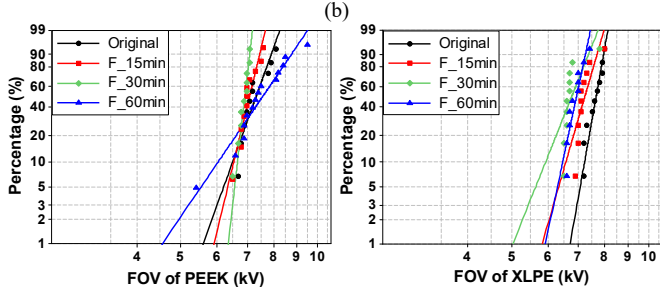 (b)
99
90
80
60
40
20
10
5
3
2
1
Percentage (%)
Original
F_15min
F_30min
F_60min
4 5 6 7 8 9 10
FOV of PEEK (kV)
99
90
80
60
40
20
10
5
3
2
1
Percentage (%)
Original
F_15min
F_30min
F_60min
4 5 6 7 8 9 10
FOV of XLPE (kV)